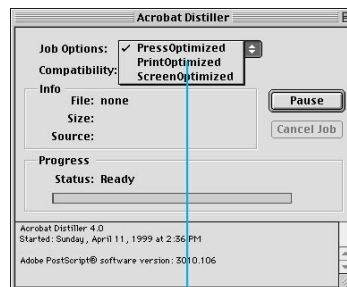 Acrobat Distiller
Job Options: ✓ PressOptimized
PrintOptimized
Compatibility: ScreenOptimized
Info
File: none
Size:
Source:
Pause
Cancel Job
Progress
Status: Ready
Acrobat Distiller 4.0
Started: Sunday, April 11, 1999 at 2:36 PM
Adobe PostScript® software version: 3010.106